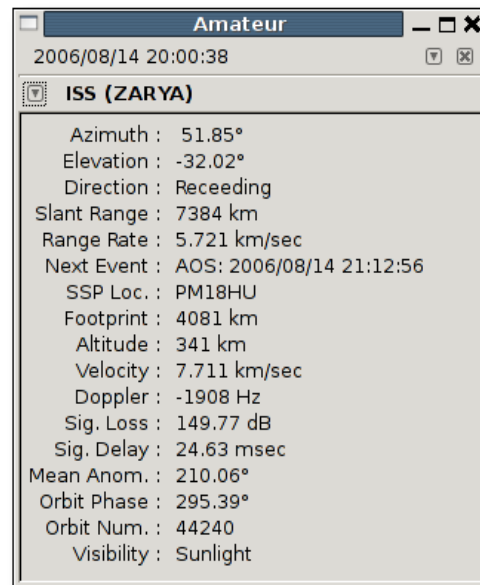 Amateur
2006/08/14 20:00:38
ISS (ZARYA)
Azimuth : 51.85°
Elevation : -32.02°
Direction : Receeding
Slant Range : 7384 km
Range Rate : 5.721 km/sec
Next Event : AOS: 2006/08/14 21:12:56
SSP Loc. : PM18HU
Footprint : 4081 km
Altitude : 341 km
Velocity : 7.711 km/sec
Doppler : -1908 Hz
Sig. Loss : 149.77 dB
Sig. Delay : 24.63 msec
Mean Anom. : 210.06°
Orbit Phase : 295.39°
Orbit Num. : 44240
Visibility : Sunlight